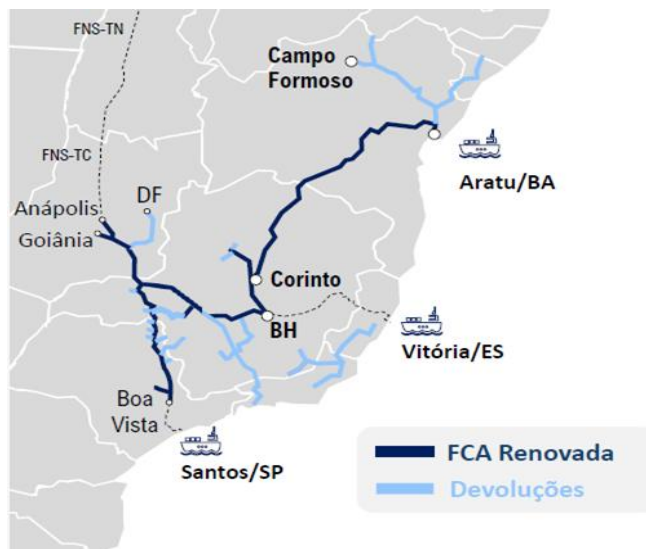 FNS-TN
Campo
Formoso
FNS-TC
DF
Aratu/BA
Anápolis
Goiânia
Corinto
BH
Vitória/ES
Boa
Vista
Santos/SP
FCA Renovada
Devoluções